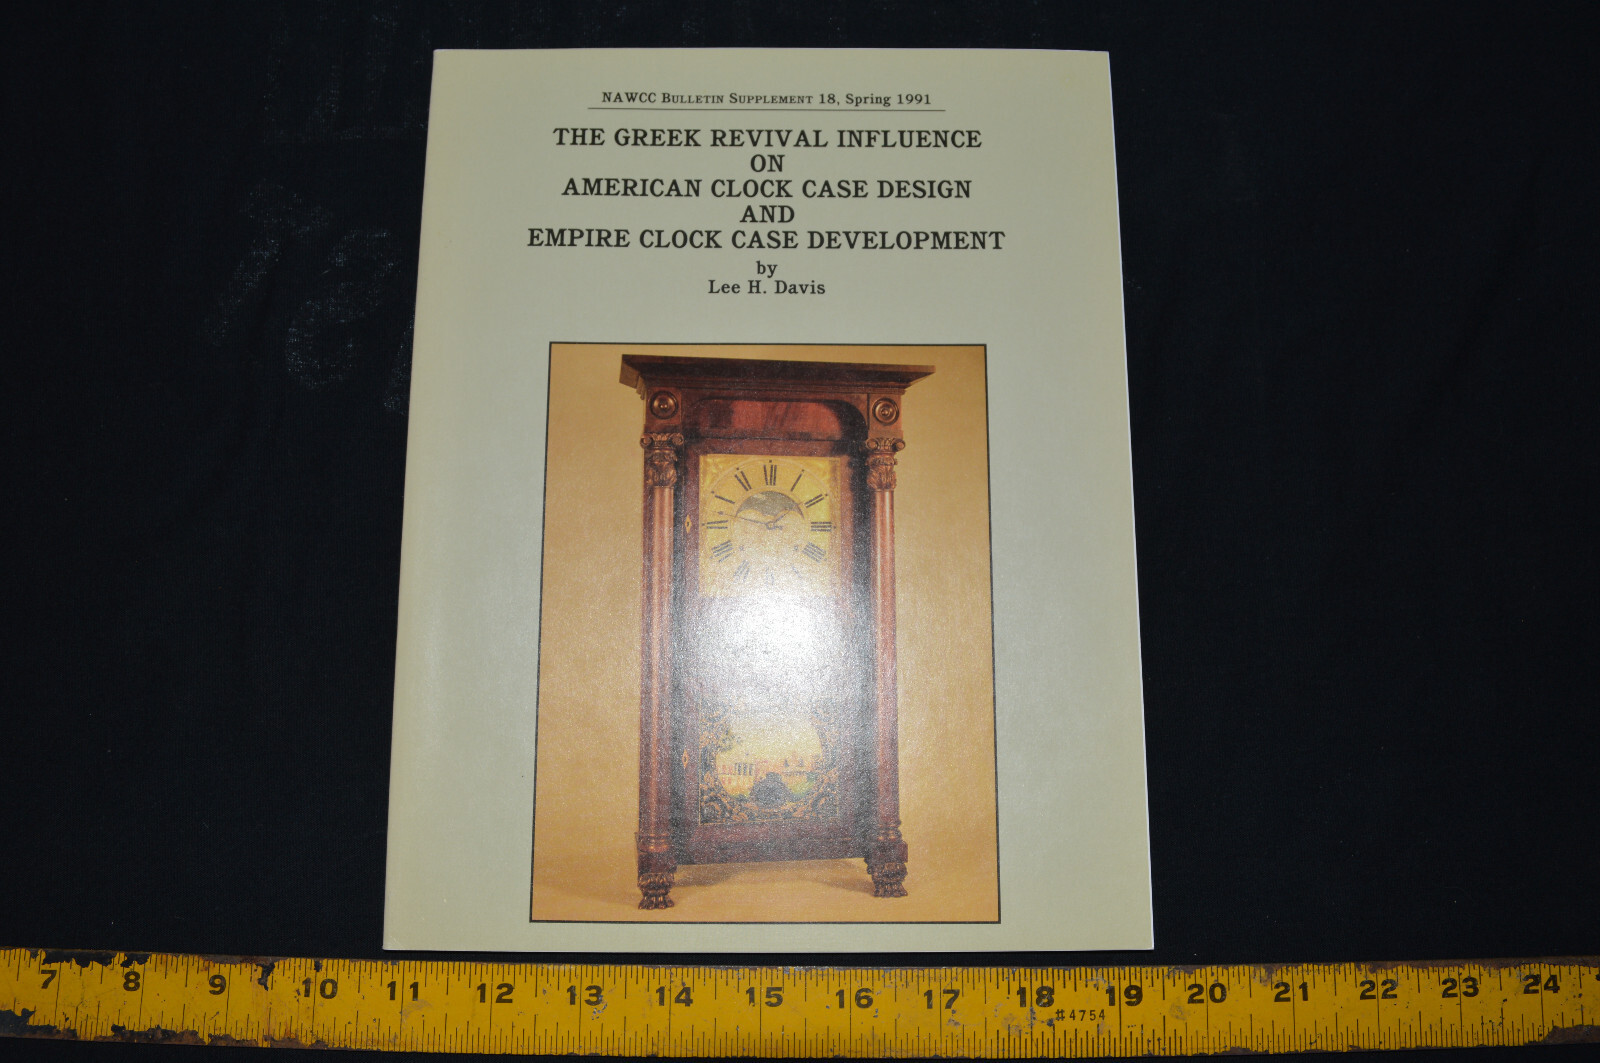 NAWCC BULLETIN SUPPLEMENT 18, Spring 1991
THE GREEK REVIVAL INFLUENCE
ON
AMERICAN CLOCK CASE DESIGN
AND
EMPIRE CLOCK CASE DEVELOPMENT
by
Lee H. Davis
7 8 9 10 11 12 13 14 15 16 17 18 19 20 21 22 23 24
#4754